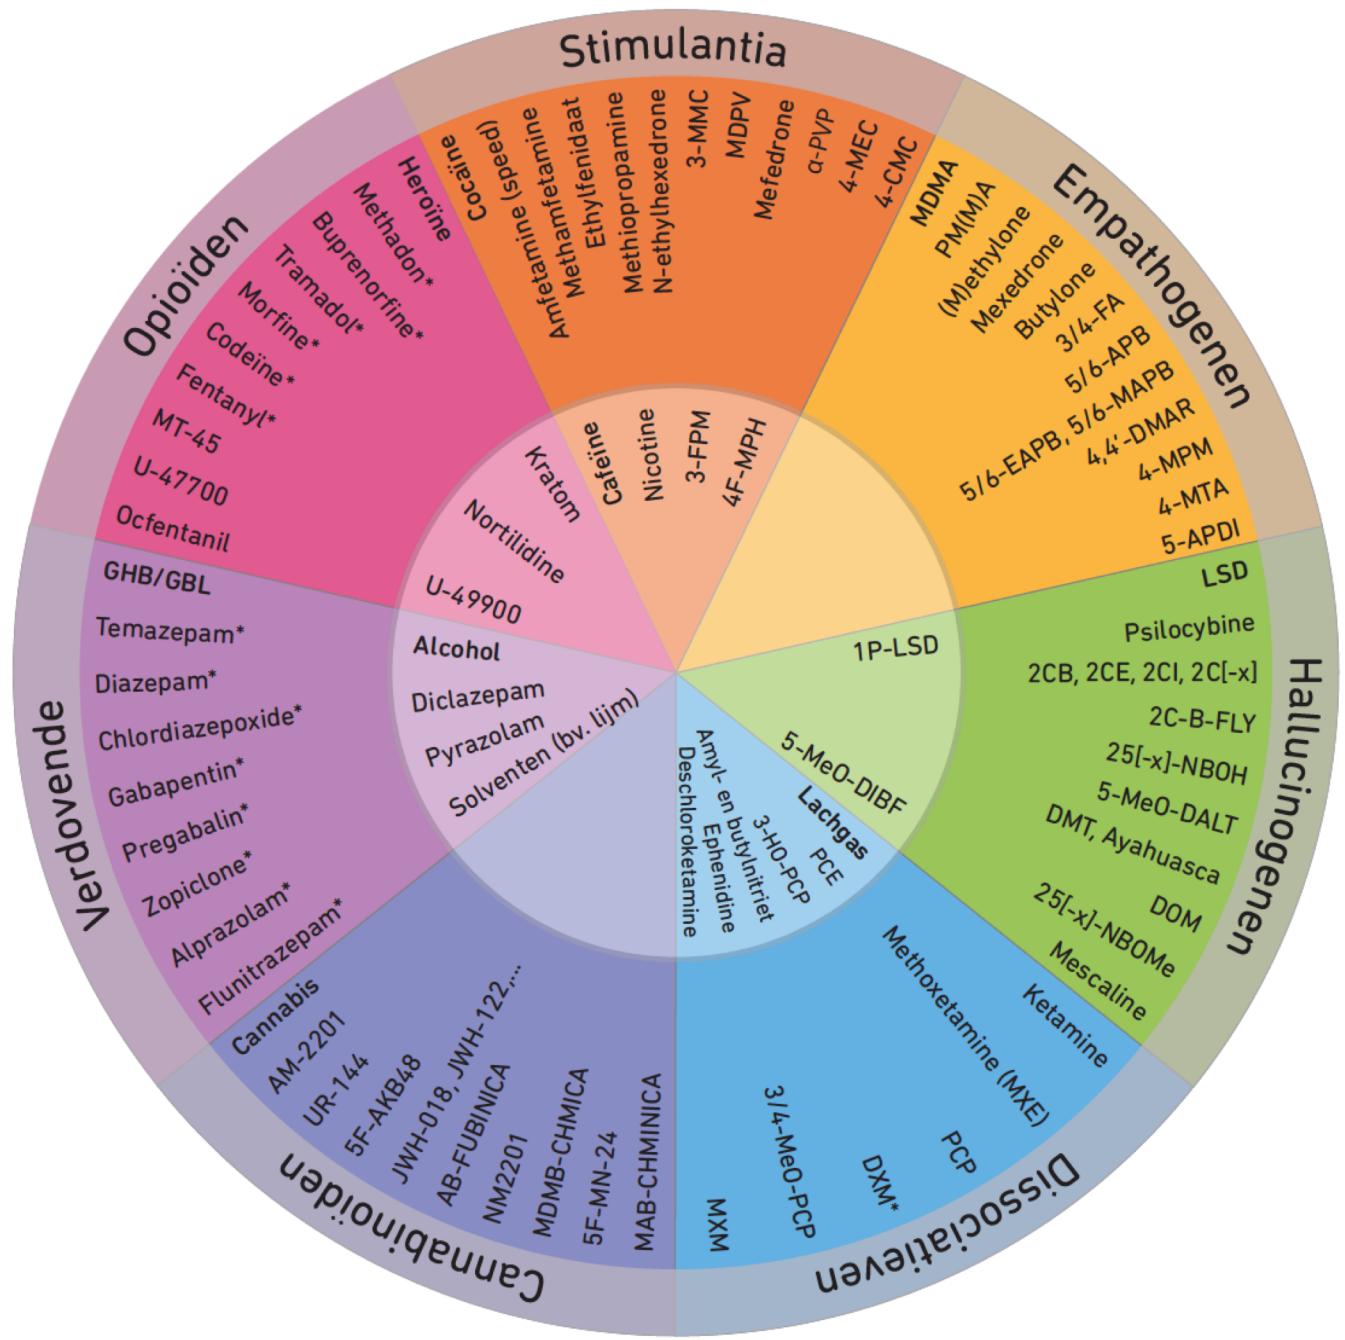 Stimulantia
Cocaïne
Amfetamine (speed)
Methamfetamine
Ethylfenidaat
Methiopropamine
N-ethylhexedrone
3-MMC
MDPV
Mefedrone
α-PVP
4-MEC
4-CMC
Cafeïne
Nicotine
3-FPM
4F-MPH
Empathogenen
MDMA
PM(M)A
(M)ethylone
Mexedrone
Butylone
3/4-FA
5/6-APB
5/6-EAPB, 5/6-MAPB
4,4'-DMAR
4-MPM
4-MTA
5-APDI
Hallucinogenen
LSD
Psilocybine
2CB, 2CE, 2CI, 2C[-x]
2C-B-FLY
25[-x]-NBOH
5-MeO-DALT
DMT, Ayahuasca
DOM
25[-x]-NBOMe
Mescaline
1P-LSD
5-MeO-DIBF
Dissociatieven
Ketamine
Methoxetamine (MXE)
PCP
DXM*
3/4-MeO-PCP
MXM
Lachgas
PCE
3-HO-PCP
Amyl- en butylnitriet
Ephenidine
Deschloroketamine
Cannabinoïden
MAB-CHMINICA
5F-MN-24
MDMB-CHMICA
NM2201
AB-FUBINICA
JWH-018, JWH-122,...
5F-AKB48
UR-144
AM-2201
Cannabis
Verdovende
GHB/GBL
Temazepam*
Diazepam*
Chlordiazepoxide*
Gabapentin*
Pregabalin*
Zopiclone*
Alprazolam*
Flunitrazepam*
Alcohol
Diclazepam
Pyrazolam
Solventen (bv. lijm)
Opioïden
Heroïne
Methadon*
Buprenorfine*
Tramadol*
Morfine*
Codeïne*
Fentanyl*
MT-45
U-47700
Ocfentanil
Kratom
Nortilidine
U-49900